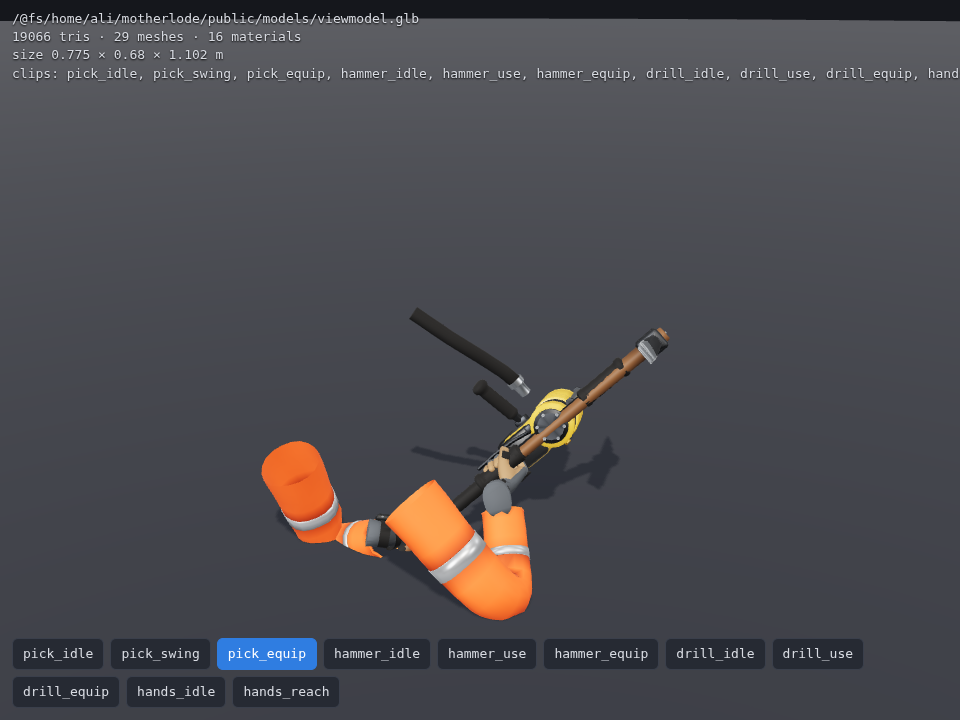 /@fs/home/ali/motherlode/public/models/viewmodel.glb
19066 tris · 29 meshes · 16 materials
size 0.775 × 0.68 × 1.102 m
clips: pick_idle, pick_swing, pick_equip, hammer_idle, hammer_use, hammer_equip, drill_idle, drill_use, drill_equip, hand
pick_idle pick_swing pick_equip hammer_idle hammer_use hammer_equip drill_idle drill_use
drill_equip hands_idle hands_reach